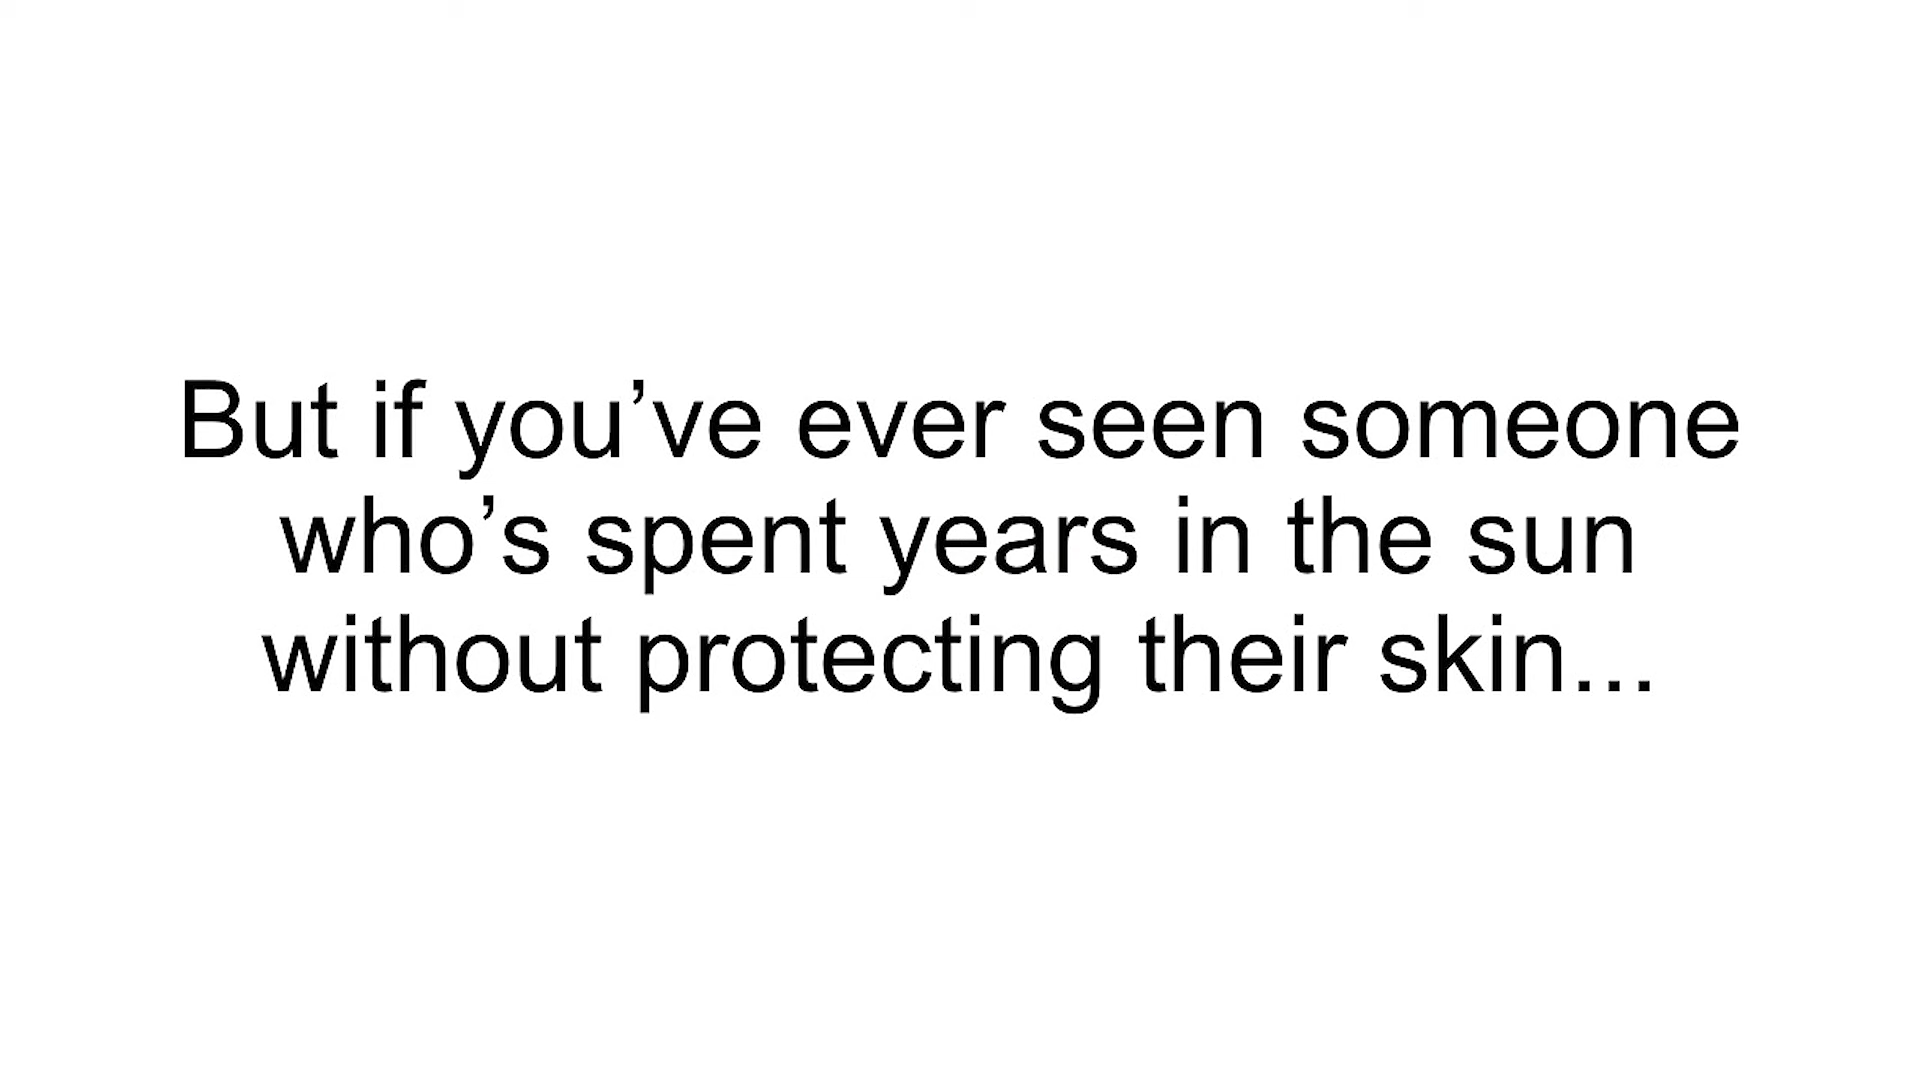 But if you’ve ever seen someone
who’s spent years in the sun
without protecting their skin...